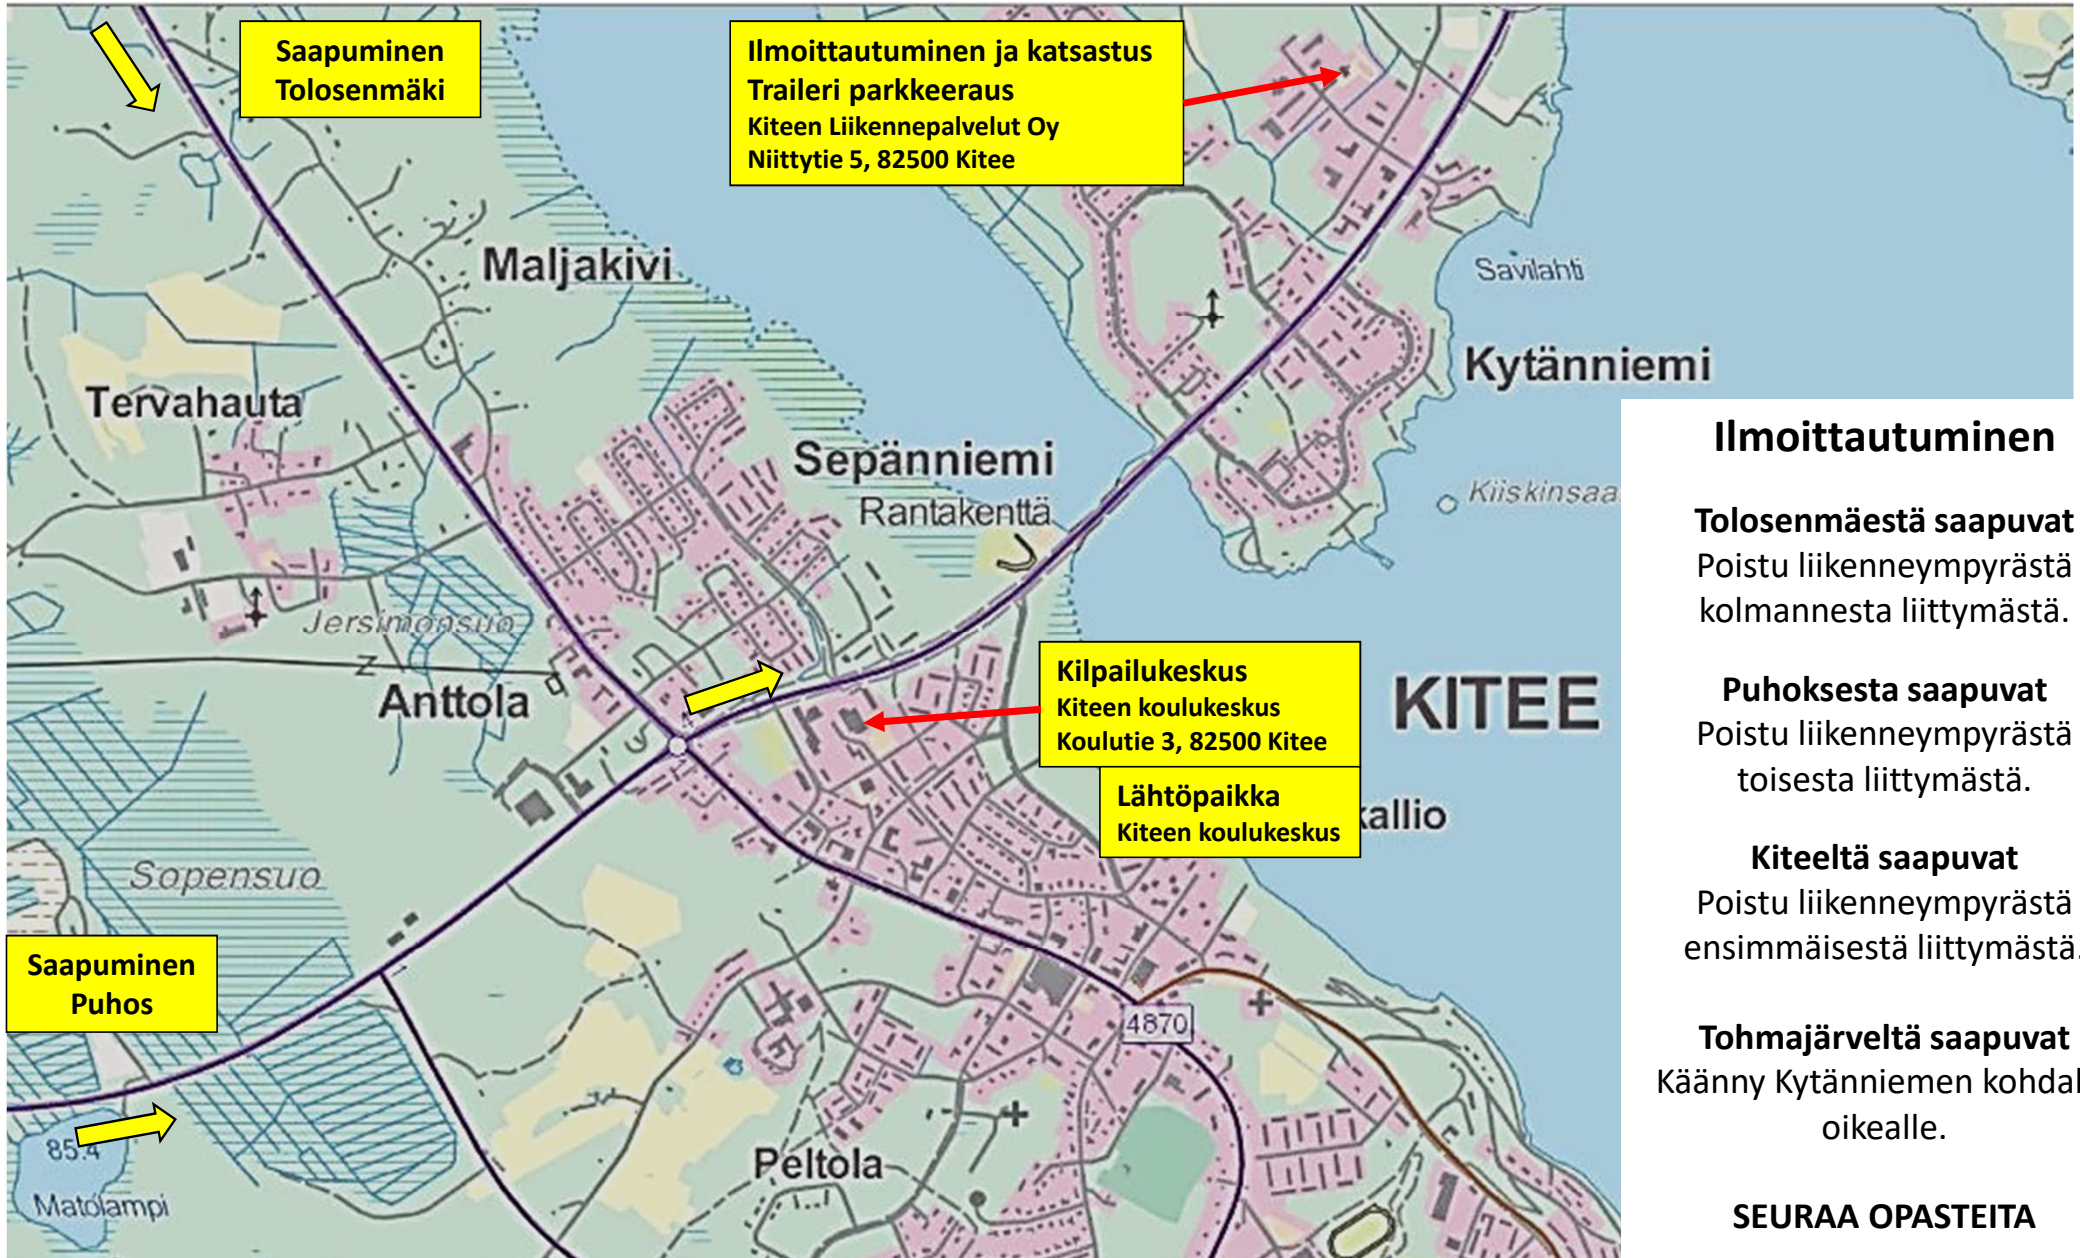 Saapuminen
Tolosenmäki
Ilmoittautuminen ja katsastus
Traileri parkkeeraus
Kiteen Liikennepalvelut Oy
Niittytie 5, 82500 Kitee
Maljakivi
Savilahti
Kytänniemi
Tervahauta
Sepänniemi
Rantakenttä
Kiiskinsaa
Jersimonsuo
Z
Anttola
Kilpailukeskus
Kiteen koulukeskus
Koulutie 3, 82500 Kitee
KITEE
Lähtöpaikka
Kiteen koulukeskus
kallio
Sopensuo
Saapuminen
Puhos
4870
85.4
Matolampi
Peltola
Ilmoittautuminen
Tolosenmäestä saapuvat
Poistu liikenneympyrästä
kolmannesta liittymästä.
Puhoksesta saapuvat
Poistu liikenneympyrästä
toisesta liittymästä.
Kiteeltä saapuvat
Poistu liikenneympyrästä
ensimmäisestä liittymästä.
Tohmajärveltä saapuvat
Käänny Kytänniemen kohdal
oikealle.
SEURAA OPASTEITA